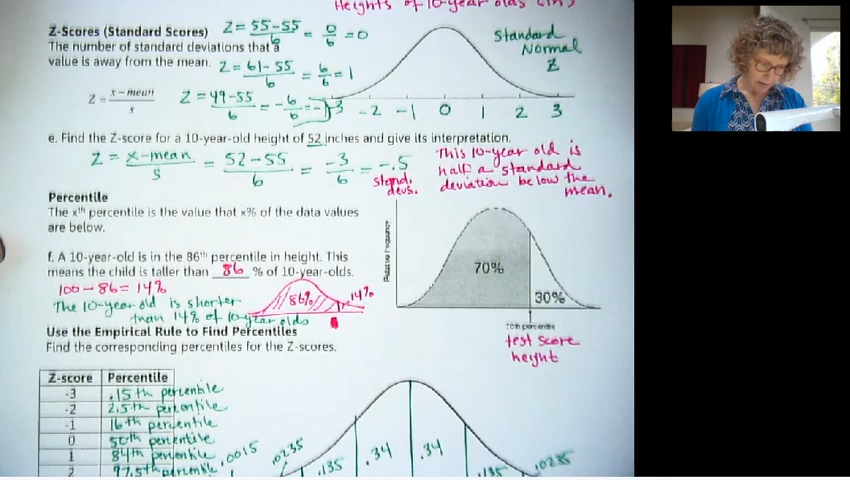 Heights of 10-year olds (in)
Z-Scores (Standard Scores) Z = 55-55/6 = 0/6 = 0
The number of standard deviations that a
value is away from the mean. Z = 61-55/6 = 6/6 = 1
Z = x-mean/s Z = 49-55/6 = -6/6 = -1
Standard
Normal
Z
-3 -2 -1 0 1 2 3
e. Find the Z-score for a 10-year-old height of 52 inches and give its interpretation.
Z = x-mean/s = 52-55/6 = -3/6 = -.5
stand.
devs.
This 10-year old is
half a standard
deviation below the
mean.
Percentile
The xth percentile is the value that x% of the data values
are below.
f. A 10-year-old is in the 86th percentile in height. This
means the child is taller than 86 % of 10-year-olds.
100-86=14%
The 10-year old is shorter
than 14% of 10-year olds
86% 14%
Relative Frequency
70%
30%
70th percentile
test score
height
Use the Empirical Rule to Find Percentiles
Find the corresponding percentiles for the Z-scores.
Z-score Percentile
-3 .15th percentile
-2 2.5th percentile
-1 16th percentile
0 50th percentile
1 84th percentile
2 97.5th percentile
.0015 .0235 .135 .34 .34 .135 .0235